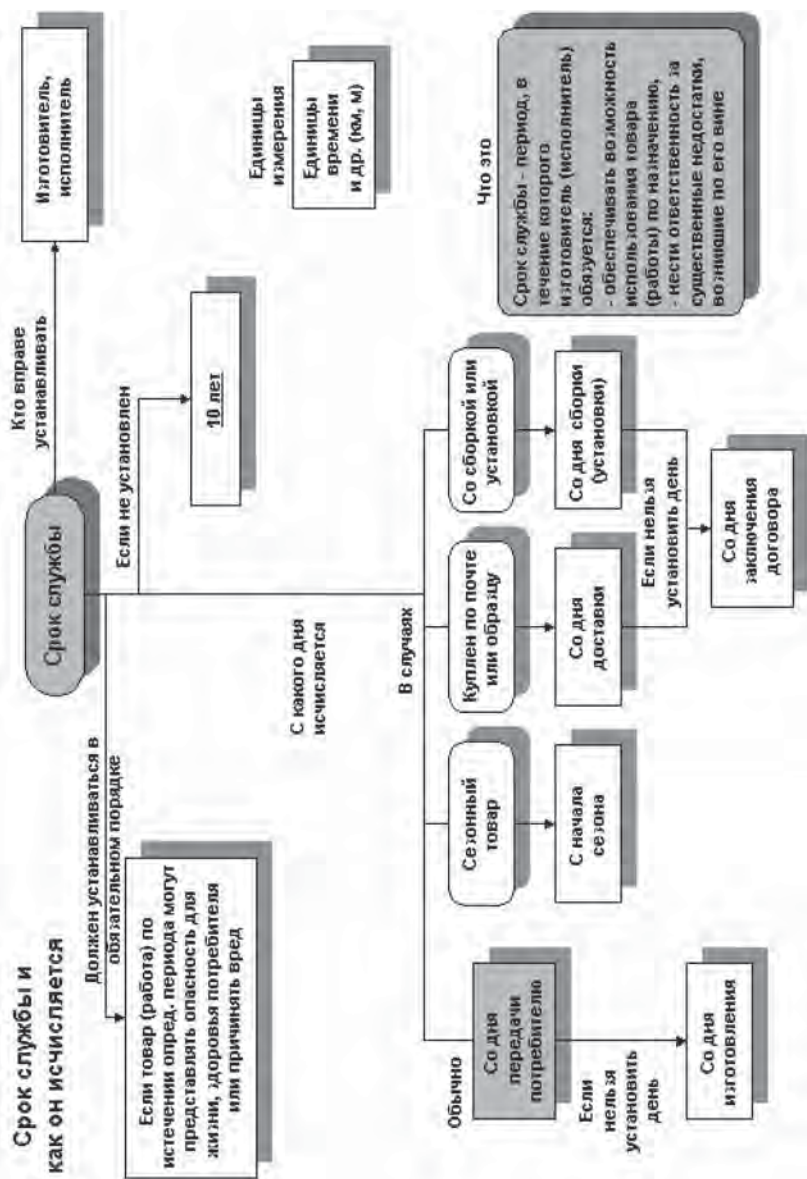 Срок службы и
как он исчисляется
Срок службы
Кто вправе
устанавливать
Изготовитель,
исполнитель
Должен устанавливаться в
обязательном порядке
Если товар (работа) по
истечении опред. периода могут
представлять опасность для
жизни, здоровья потребителя
или причинять вред
Если не установлен
10 лет
Единицы
измерения
Единицы
времени
и др. (км, м)
С какого дня
исчисляется
В случаях
Обычно
Со дня
передачи
потребителю
Если
нельзя
установить
день
Со дня
изготовления
Сезонный
товар
С начала
сезона
Куплен по почте
или образцу
Со дня
доставки
Со сборкой или
установкой
Со дня сборки
(установки)
Если нельзя
установить день
Со дня
заключения
договора
Что это
Срок службы - период, в
течение которого
изготовитель (исполнитель)
обязуется:
- обеспечивать возможность
использования товара
(работы) по назначению,
- нести ответственность за
существенные недостатки,
возникшие по его вине